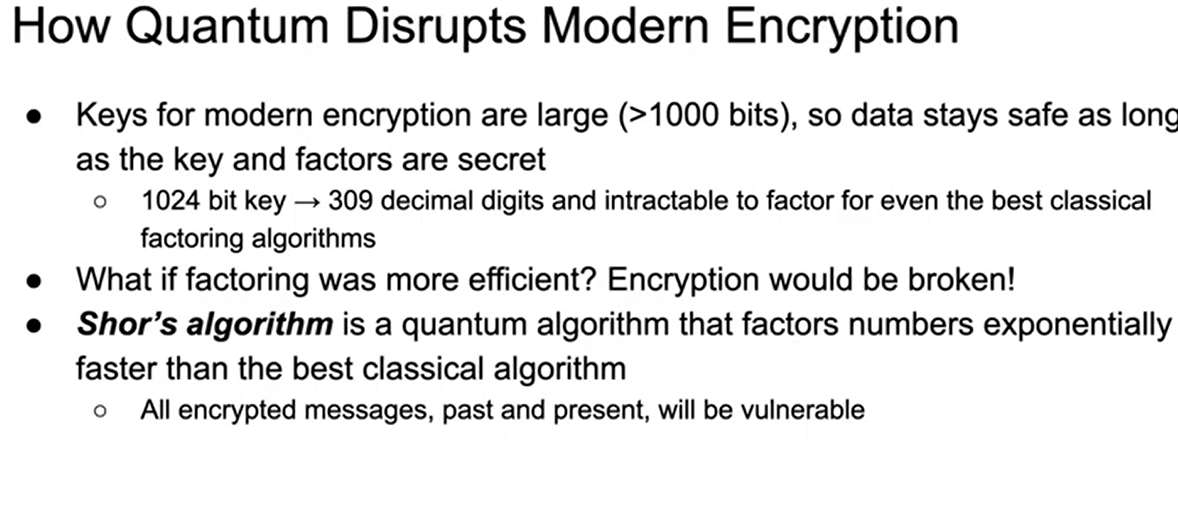 How Quantum Disrupts Modern Encryption
● Keys for modern encryption are large (>1000 bits), so data stays safe as long
as the key and factors are secret
○ 1024 bit key → 309 decimal digits and intractable to factor for even the best classical
factoring algorithms
● What if factoring was more efficient? Encryption would be broken!
● Shor’s algorithm is a quantum algorithm that factors numbers exponentially
faster than the best classical algorithm
○ All encrypted messages, past and present, will be vulnerable